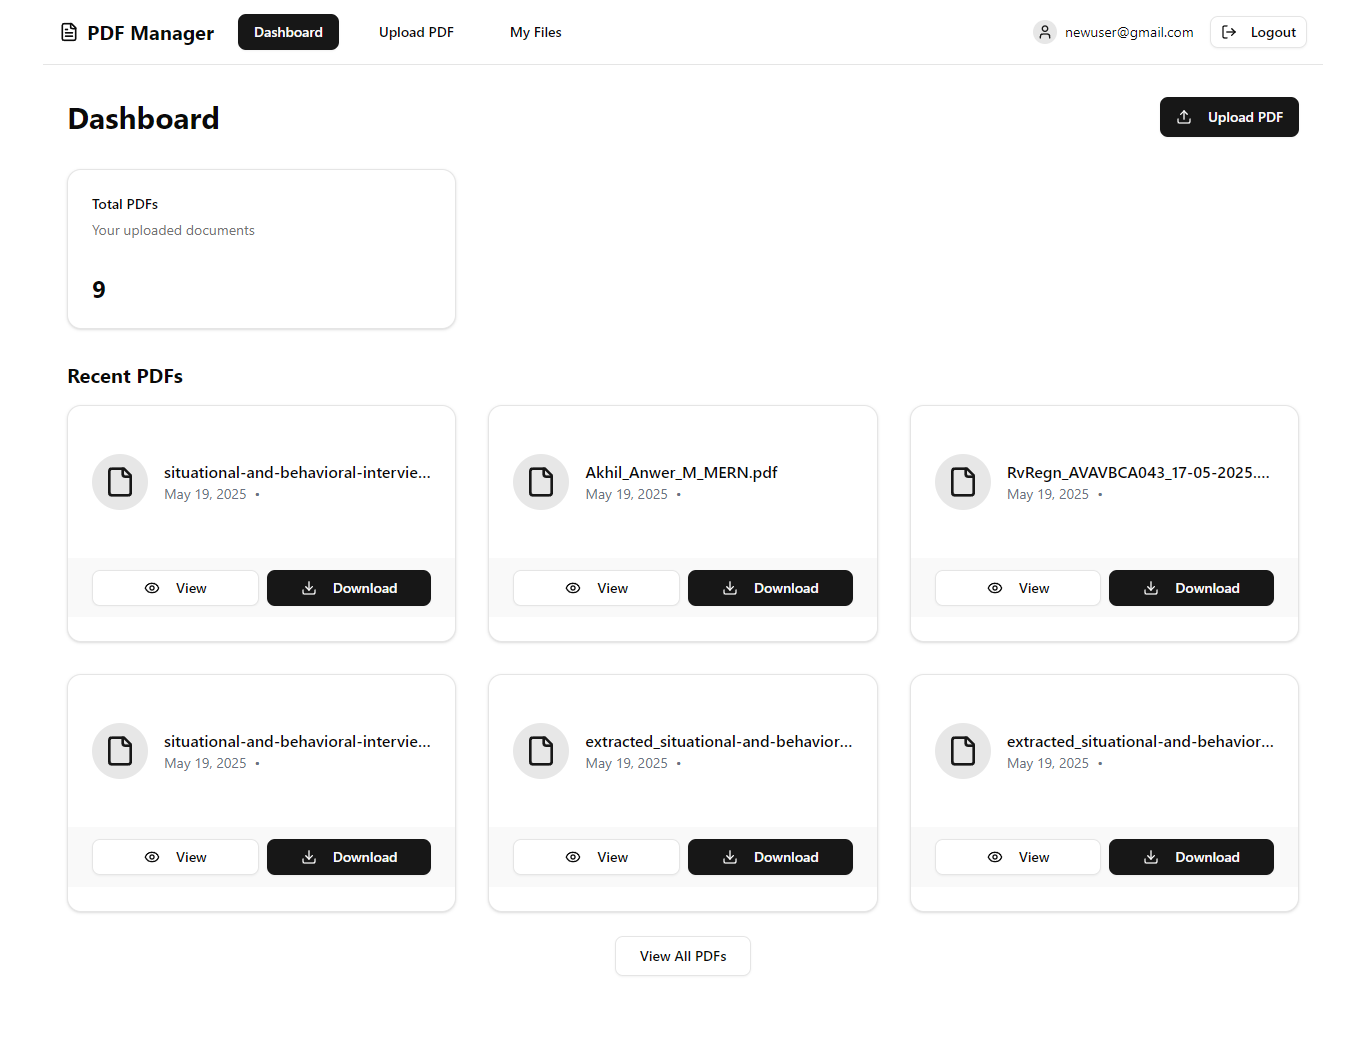 PDF Manager
Dashboard
Upload PDF
My Files
newuser@gmail.com
Logout
Dashboard
Upload PDF
Total PDFs
Your uploaded documents
9
Recent PDFs
situational-and-behavioral-intervie...
May 19, 2025 •
View
Download
Akhil_Anwer_M_MERN.pdf
May 19, 2025 •
View
Download
RvRegn_AVAVBCA043_17-05-2025....
May 19, 2025 •
View
Download
situational-and-behavioral-intervie...
May 19, 2025 •
View
Download
extracted_situational-and-behavior...
May 19, 2025 •
View
Download
extracted_situational-and-behavior...
May 19, 2025 •
View
Download
View All PDFs